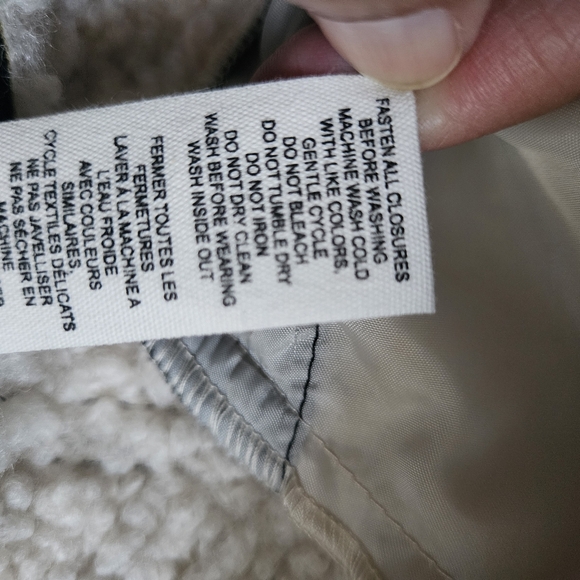 FASTEN ALL CLOSURES
BEFORE WASHING
MACHINE WASH COLD
WITH LIKE COLORS,
GENTLE CYCLE
DO NOT BLEACH
DO NOT TUMBLE DRY
DO NOT IRON
DO NOT DRY CLEAN
WASH BEFORE WEARING
WASH INSIDE OUT
FERMER TOUTES LES
FERMETURES
LAVER À LA MACHINE A
L'EAU FROIDE
AVEC COULEURS
SIMILAIRES,
CYCLE TEXTILES DÉLICATS
NE PAS JAVELLISER
NE PAS SÉCHER EN
MACHINE